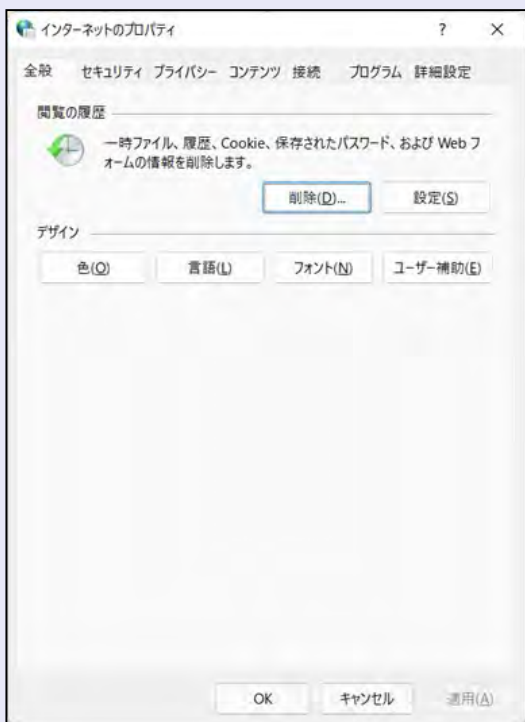 インターネットのプロパティ ? ×
全般 セキュリティ プライバシー コンテンツ 接続 プログラム 詳細設定
閲覧の履歴
一時ファイル、履歴、Cookie、保存されたパスワード、および Web フ
ォームの情報を削除します。
削除(D)... 設定(S)
デザイン
色(O) 言語(L) フォント(N) ユーザー補助(E)
OK キャンセル 適用(A)